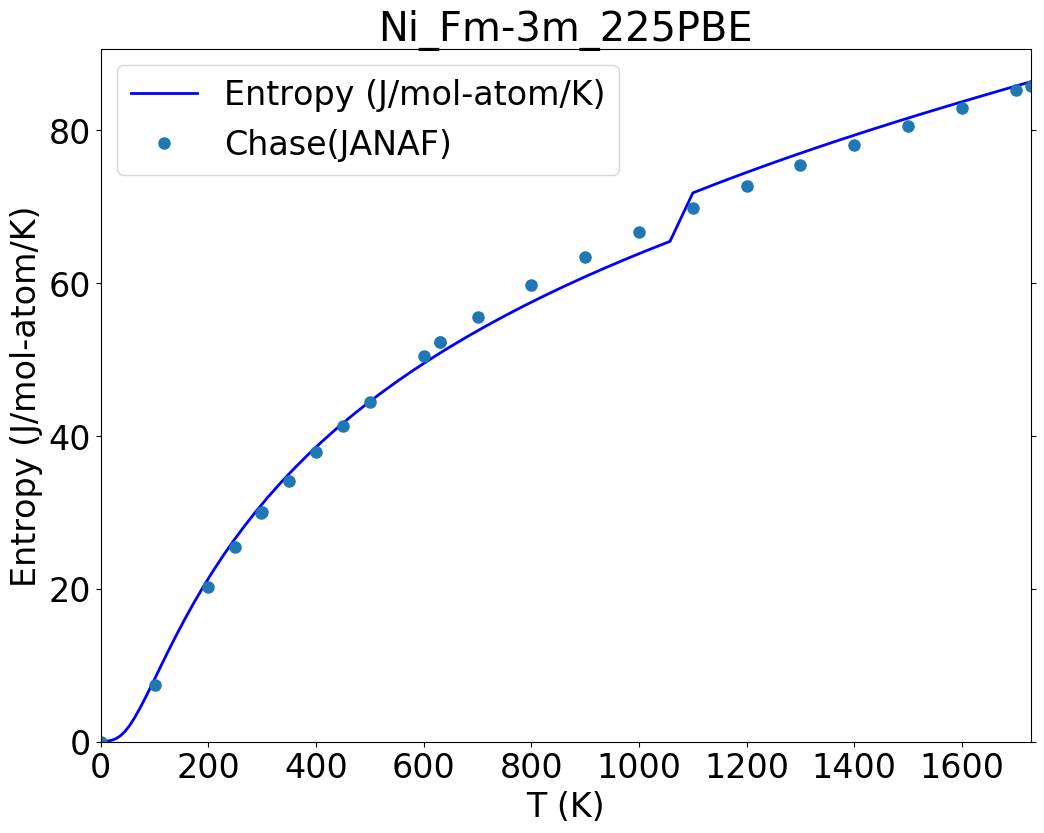 Ni_Fm-3m_225PBE
Entropy (J/mol-atom/K)
Chase(JANAF)
Entropy (J/mol-atom/K)
80
60
40
20
0
0 200 400 600 800 1000 1200 1400 1600
T (K)